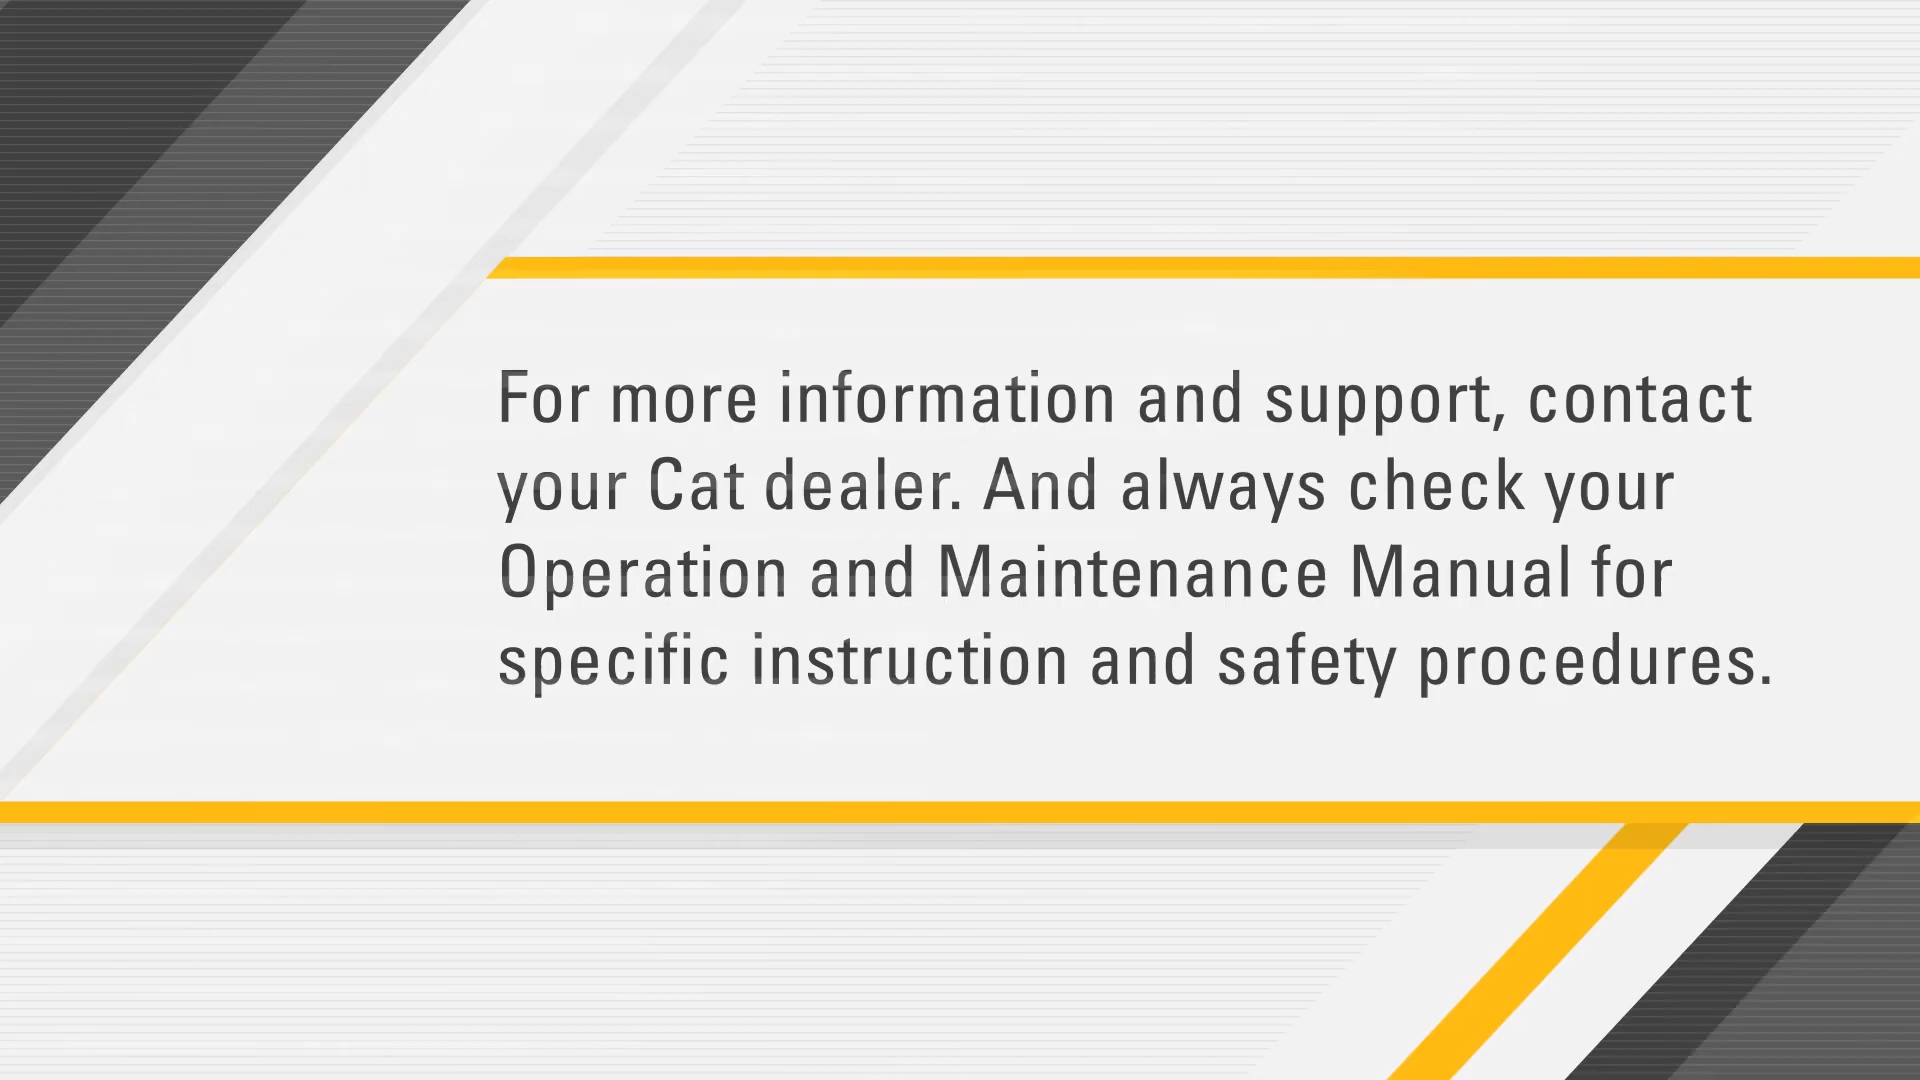 For more information and support, contact
your Cat dealer. And always check your
Operation and Maintenance Manual for
specific instruction and safety procedures.